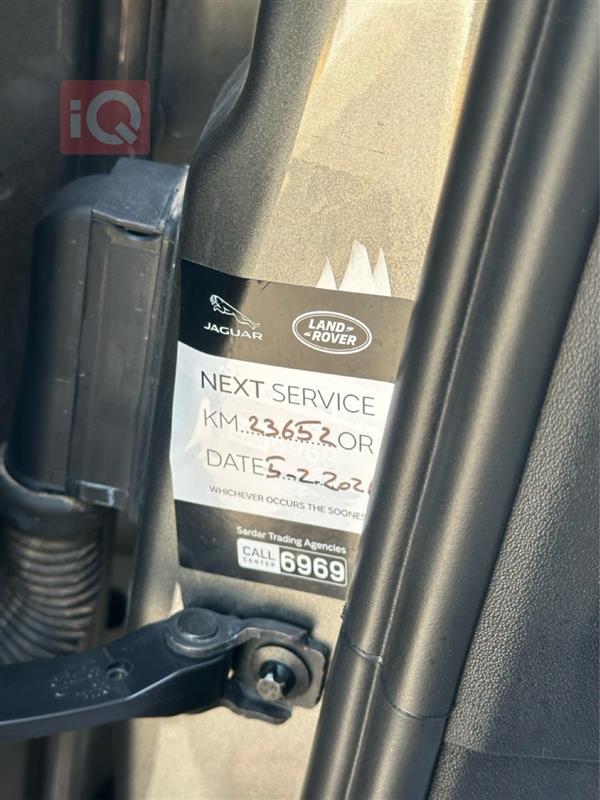 iQ
JAGUAR
LAND
ROVER
NEXT SERVICE
KM 23652 OR
DATE 5.2.202
WHICHEVER OCCURS THE SOONES
Sardar Trading Agencies
CALL CENTER 6969